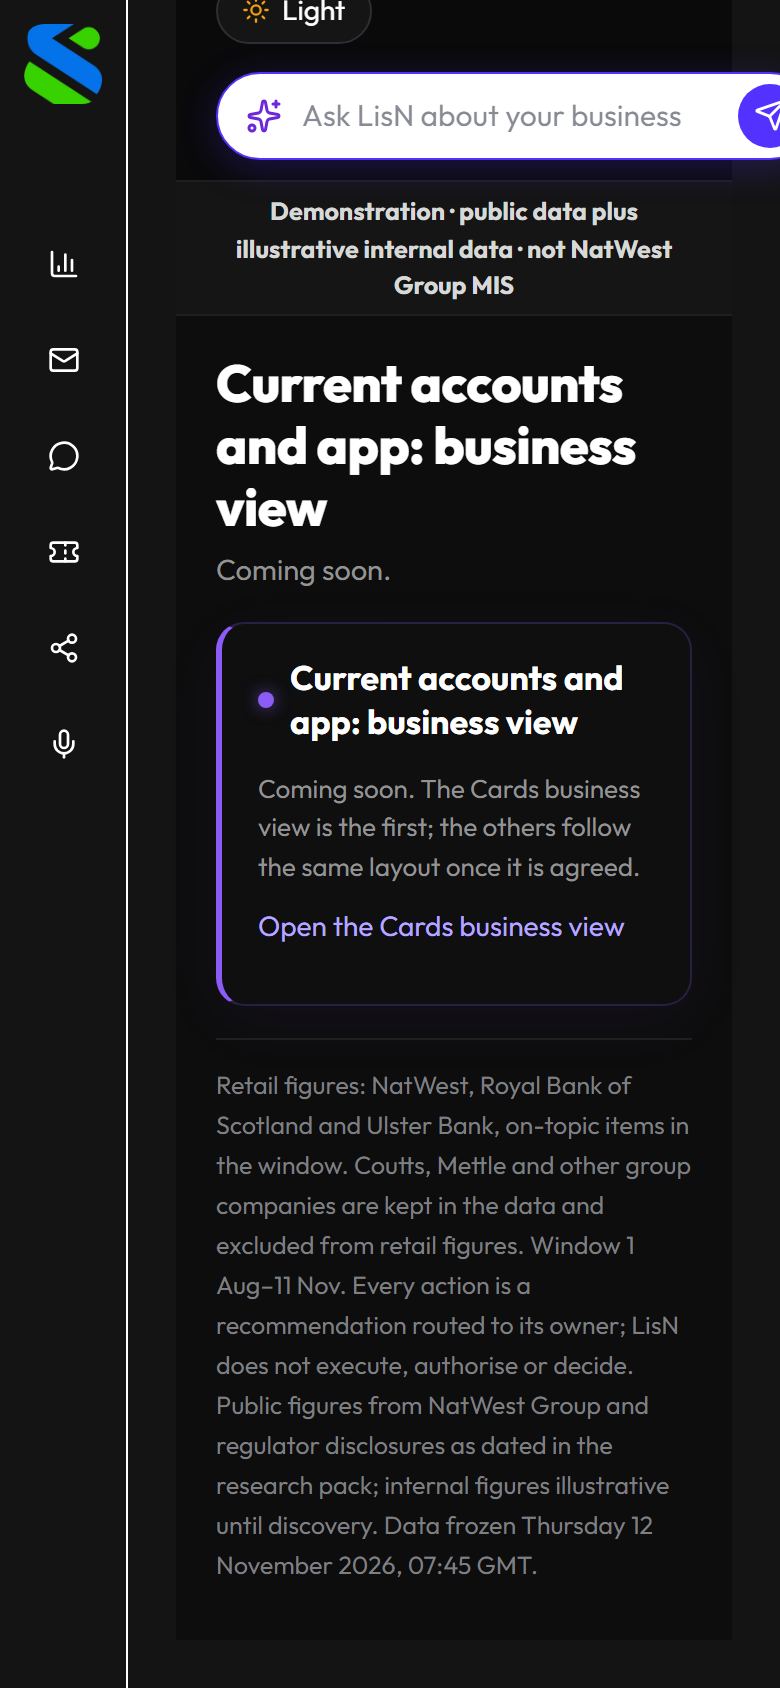 Light
Ask LisN about your business
Demonstration · public data plus
illustrative internal data · not NatWest
Group MIS
Current accounts
and app: business
view
Coming soon.
Current accounts and
app: business view
Coming soon. The Cards business
view is the first; the others follow
the same layout once it is agreed.
Open the Cards business view
Retail figures: NatWest, Royal Bank of
Scotland and Ulster Bank, on-topic items in
the window. Coutts, Mettle and other group
companies are kept in the data and
excluded from retail figures. Window 1
Aug–11 Nov. Every action is a
recommendation routed to its owner; LisN
does not execute, authorise or decide.
Public figures from NatWest Group and
regulator disclosures as dated in the
research pack; internal figures illustrative
until discovery. Data frozen Thursday 12
November 2026, 07:45 GMT.